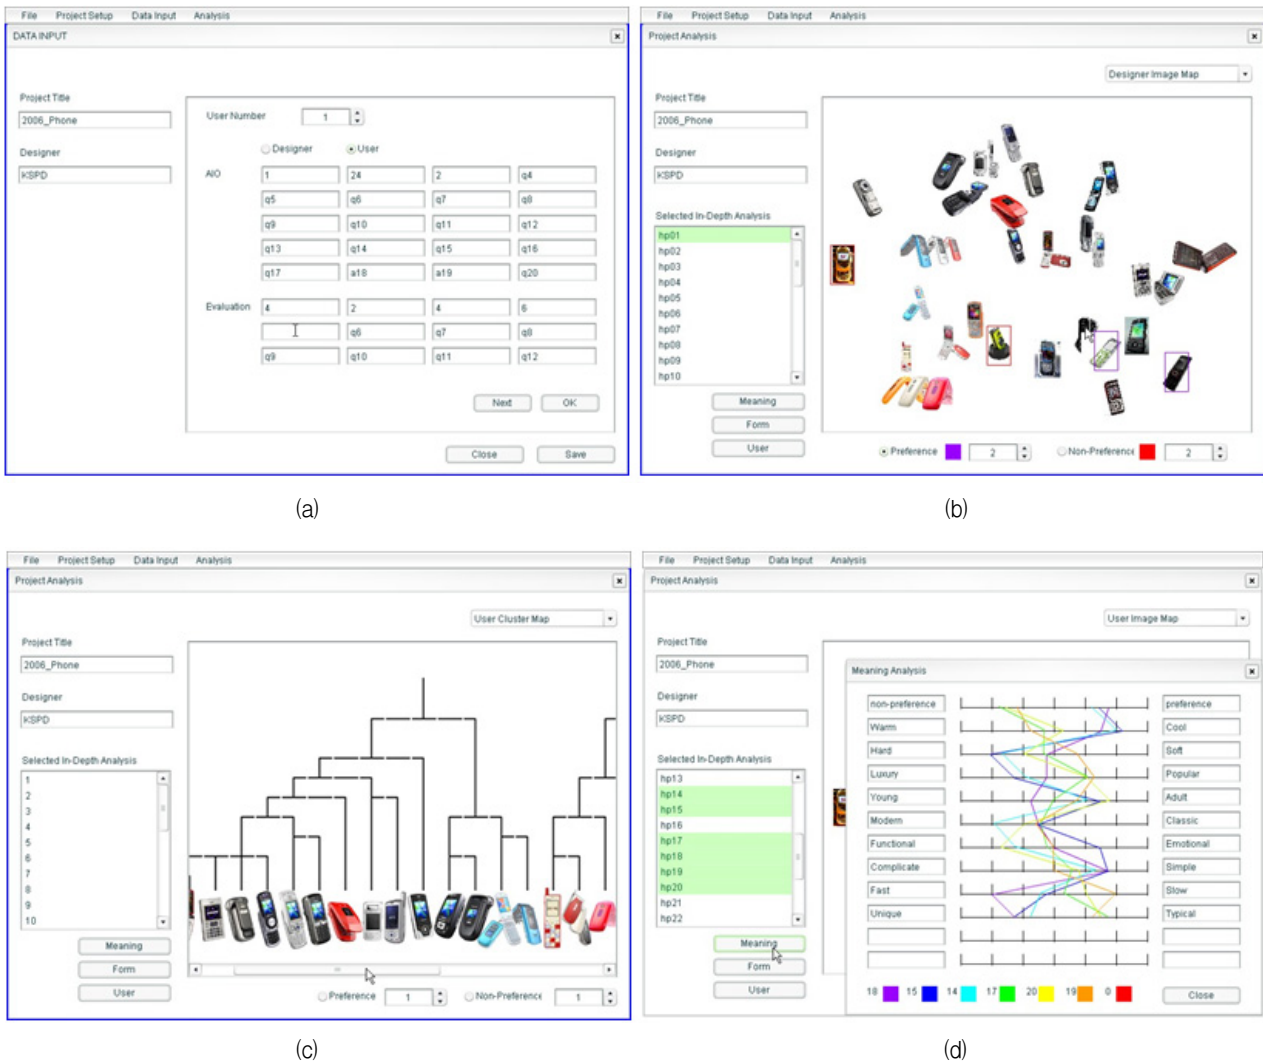 File Project Setup Data Input Analysis
DATA INPUT
Project Title
2006_Phone
Designer
KSPD
User Number 1
Designer User
AIO 1 24 2 q4
q5 q6 q7 q8
q9 q10 q11 q12
q13 q14 q15 q16
q17 a18 a19 q20
Evaluation 4 2 4 6
q6 q7 q8
q9 q10 q11 q12
Next OK
Close Save
(a)
File Project Setup Data Input Analysis
Project Analysis
Designer Image Map
Project Title
2006_Phone
Designer
KSPD
Selected In-Depth Analysis
hp01
hp02
hp03
hp04
hp05
hp06
hp07
hp08
hp09
hp10
Meaning
Form
User
Preference 2 Non-Preference 2
(b)
File Project Setup Data Input Analysis
Project Analysis
User Cluster Map
Project Title
2006_Phone
Designer
KSPD
Selected In-Depth Analysis
1
2
3
4
5
6
7
8
9
10
Meaning
Form
User
Preference 1 Non-Preference 1
(c)
File Project Setup Data Input Analysis
Project Analysis
User Image Map
Project Title
2006_Phone
Designer
KSPD
Selected In-Depth Analysis
hp13
hp14
hp15
hp16
hp17
hp18
hp19
hp20
hp21
hp22
Meaning
Form
User
Meaning Analysis
non-preference preference
Warm Cool
Hard Soft
Luxury Popular
Young Adult
Modern Classic
Functional Emotional
Complicate Simple
Fast Slow
Unique Typical
18 15 14 17 20 19 0
Close
(d)